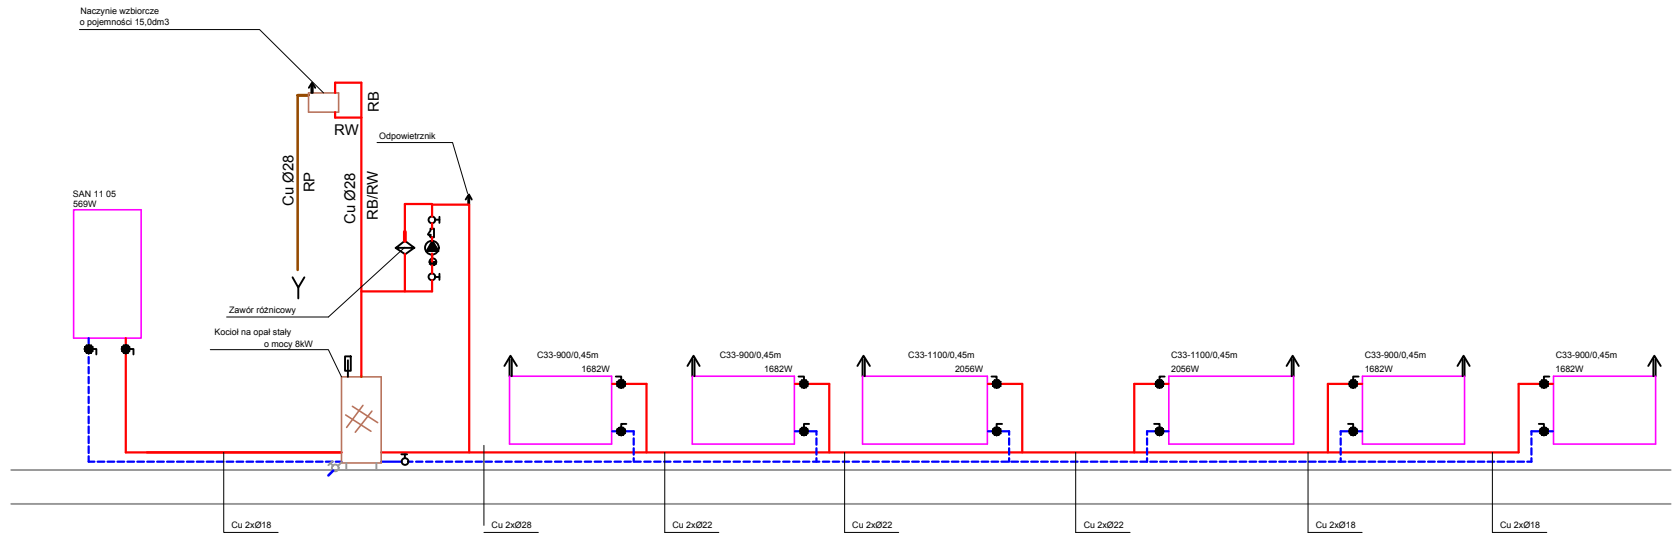 Naczynie wzbiorcze
o pojemności 15,0dm3
RB
RW
Odpowietrznik
Cu Ø28
RP
Cu Ø28
RB/RW
SAN 11 05
569W
Zawór różnicowy
Kocioł na opał stały
o mocy 8kW
C33-900/0,45m
1682W
C33-900/0,45m
1682W
C33-1100/0,45m
2056W
C33-1100/0,45m
2056W
C33-900/0,45m
1682W
C33-900/0,45m
1682W
Cu 2xØ18
Cu 2xØ28
Cu 2xØ22
Cu 2xØ22
Cu 2xØ22
Cu 2xØ18
Cu 2xØ18